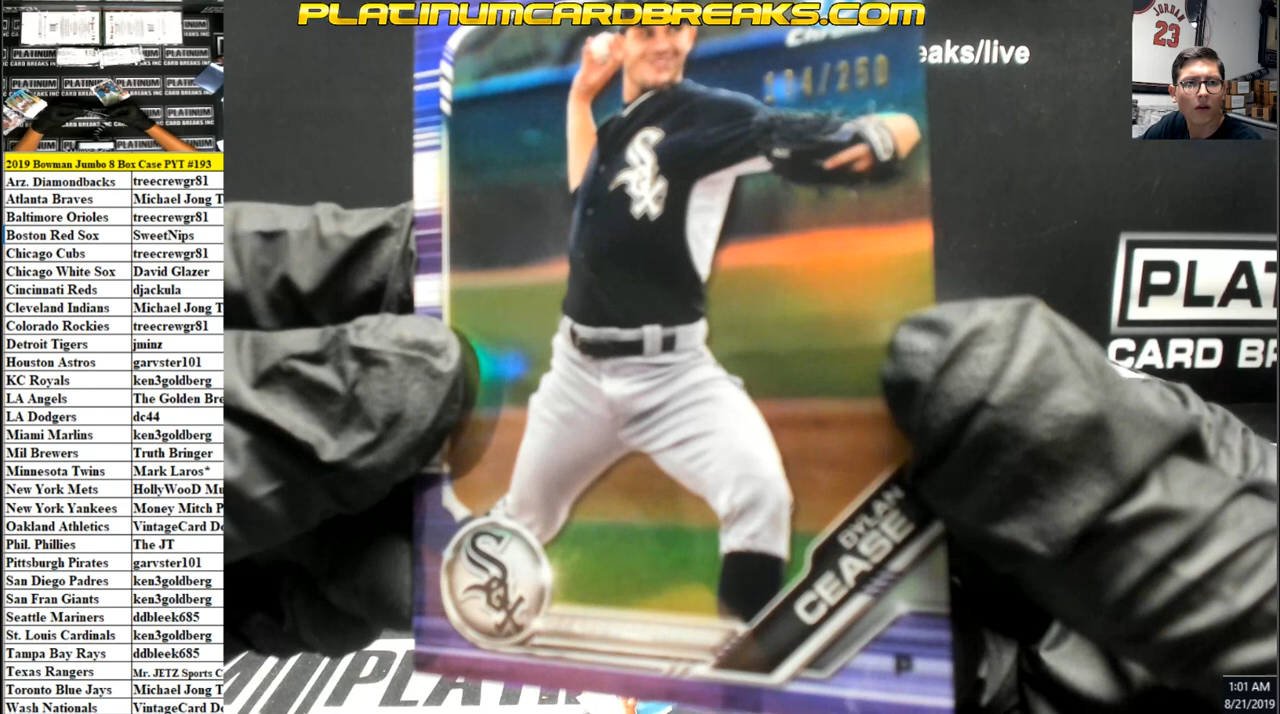 PLATINUMCARDBREAKS.COM
eaks/live
JORDAN
23
PLATINUM
CARD BREAKS INC
2019 Bowman Jumbo 8 Box Case PYT #193
Arz. Diamondbacks treecrewgr81
Atlanta Braves Michael Jong T
Baltimore Orioles treecrewgr81
Boston Red Sox SweetNips
Chicago Cubs treecrewgr81
Chicago White Sox David Glazer
Cincinnati Reds djackula
Cleveland Indians Michael Jong T
Colorado Rockies treecrewgr81
Detroit Tigers jminz
Houston Astros garvster101
KC Royals ken3goldberg
LA Angels The Golden Bre
LA Dodgers dc44
Miami Marlins ken3goldberg
Mil Brewers Truth Bringer
Minnesota Twins Mark Laros*
New York Mets HollyWooD Mu
New York Yankees Money Mitch P
Oakland Athletics VintageCard De
Phil. Phillies The JT
Pittsburgh Pirates garvster101
San Diego Padres ken3goldberg
San Fran Giants ken3goldberg
Seattle Mariners ddbleek685
St. Louis Cardinals ken3goldberg
Tampa Bay Rays ddbleek685
Texas Rangers Mr. JETZ Sports C
Toronto Blue Jays Michael Jong T
Wash Nationals VintageCard De
Sox
Sox
DYLAN
CEASE
P
PLAT
CARD BR
PLATI
1:01 AM
8/21/2019